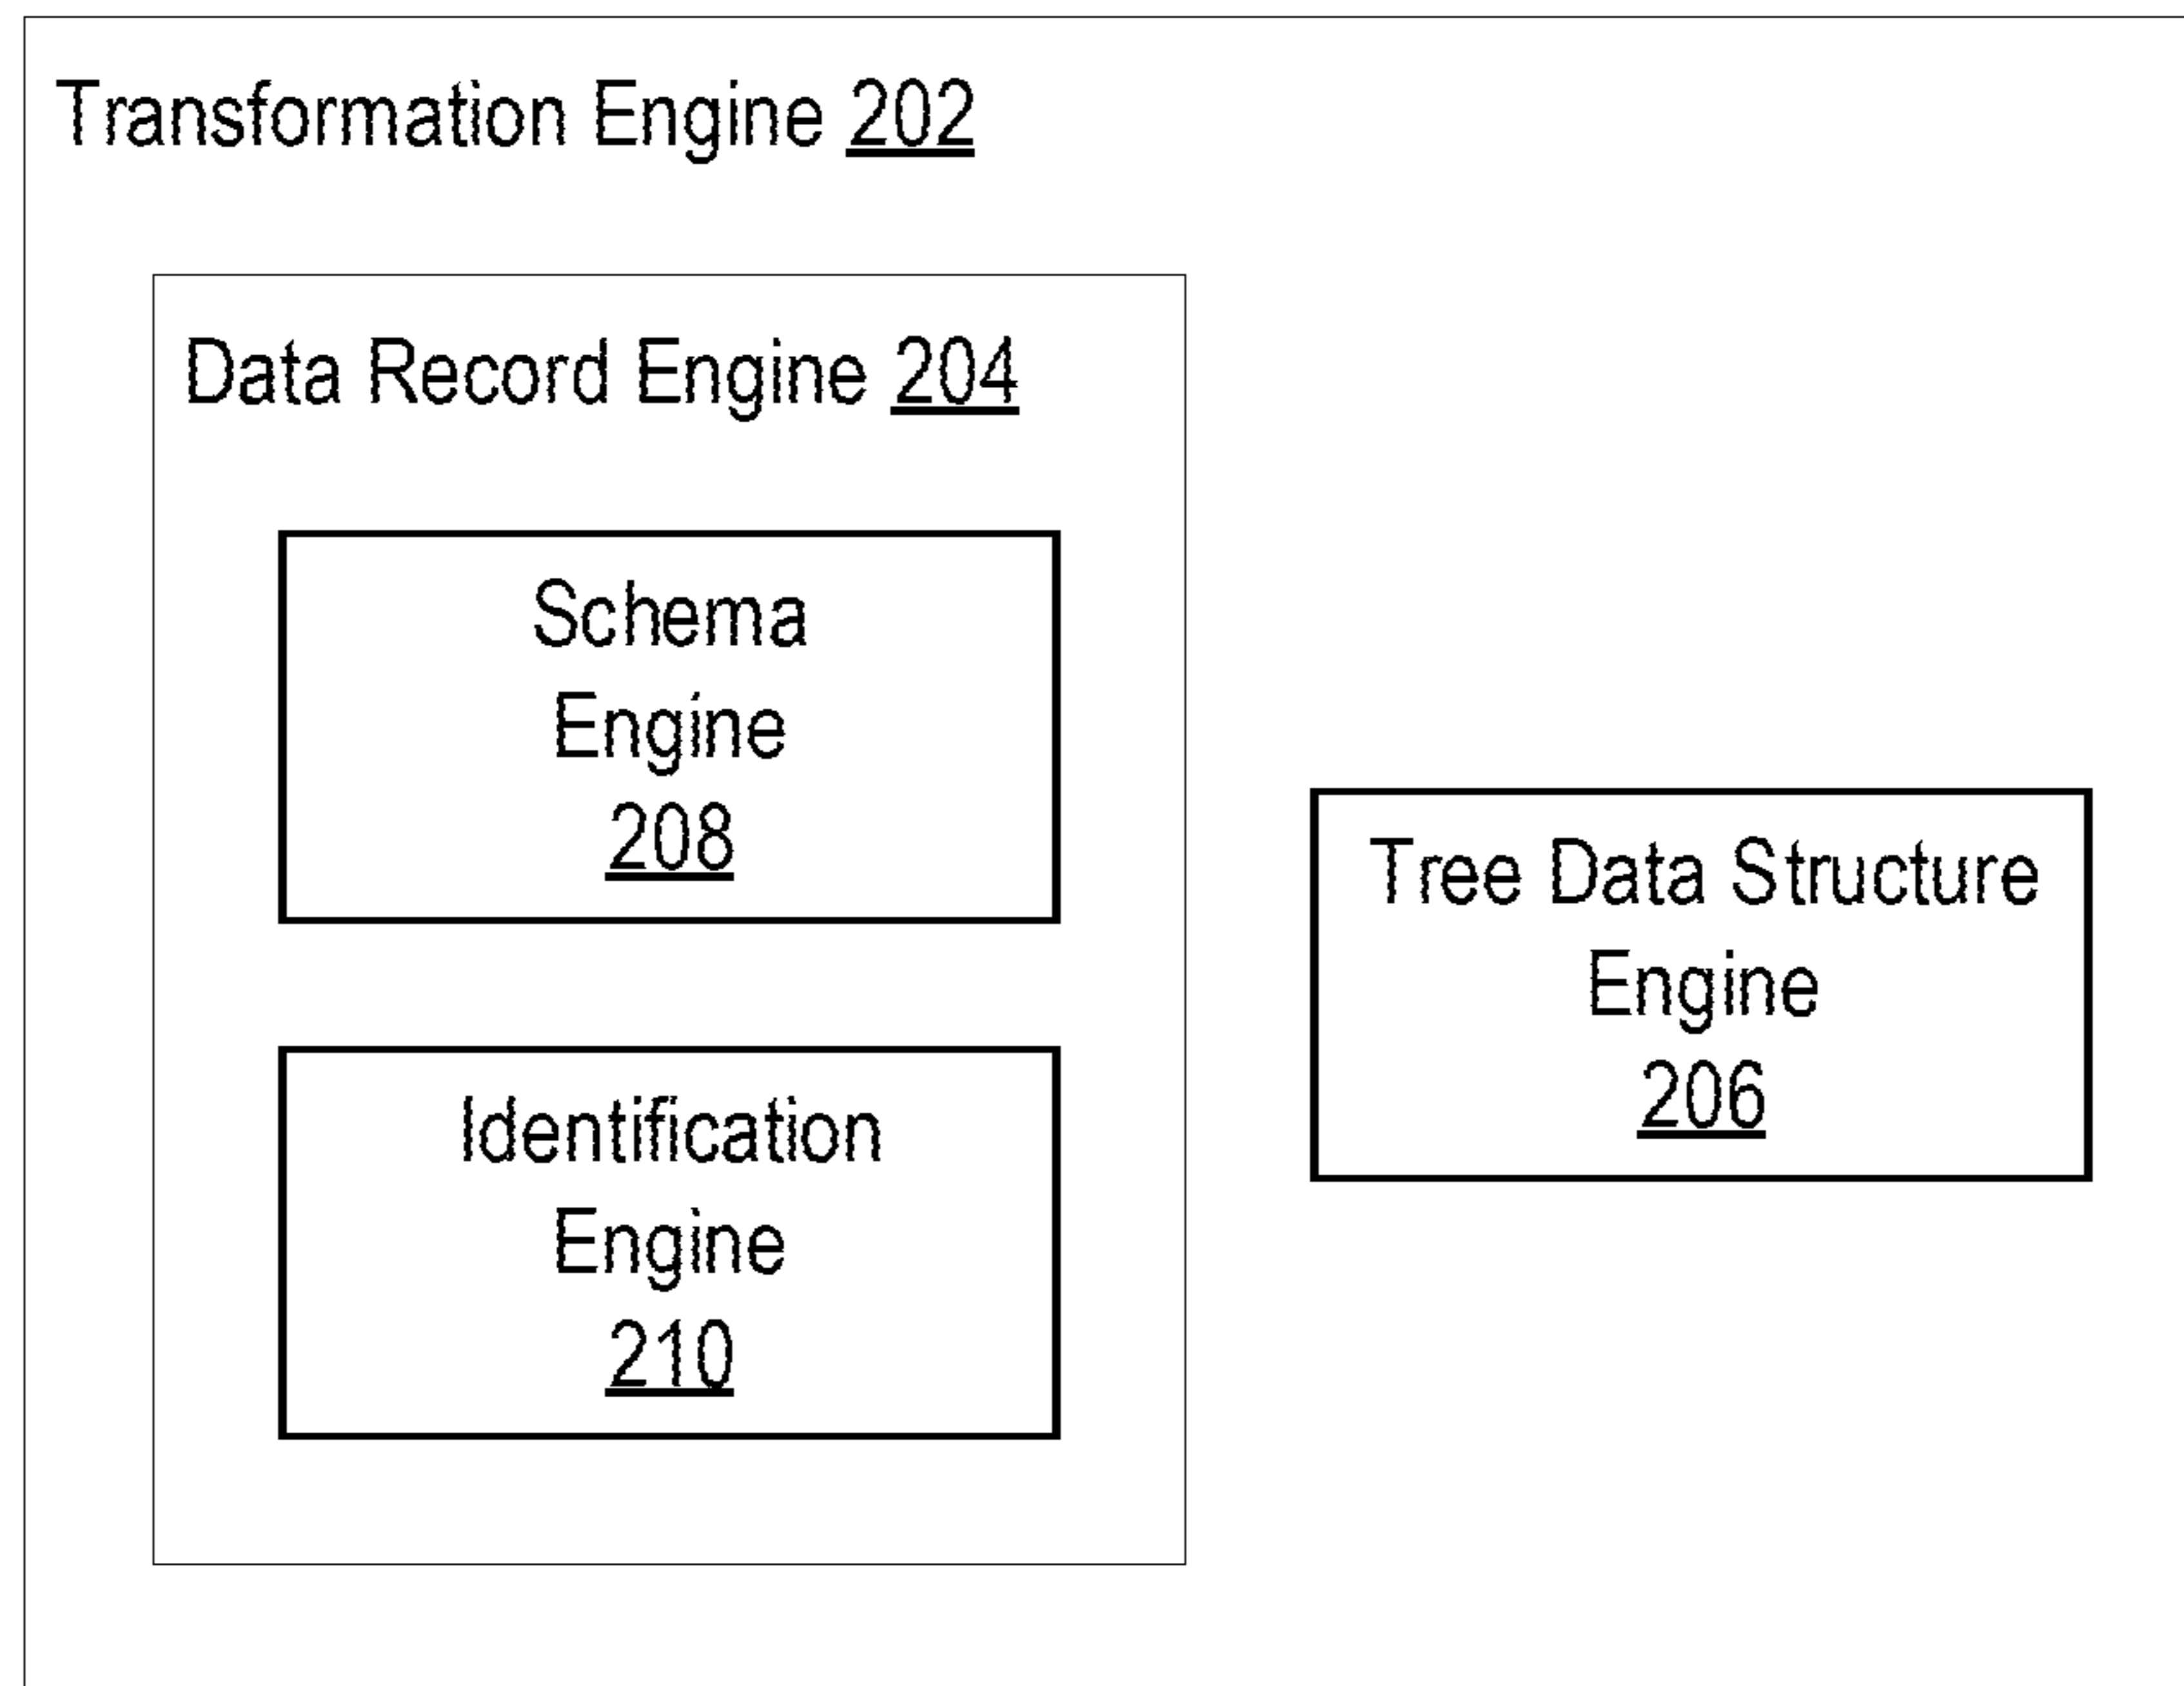 Transformation Engine 202
Data Record Engine 204
Schema
Engine
208
Identification
Engine
210
Tree Data Structure
Engine
206